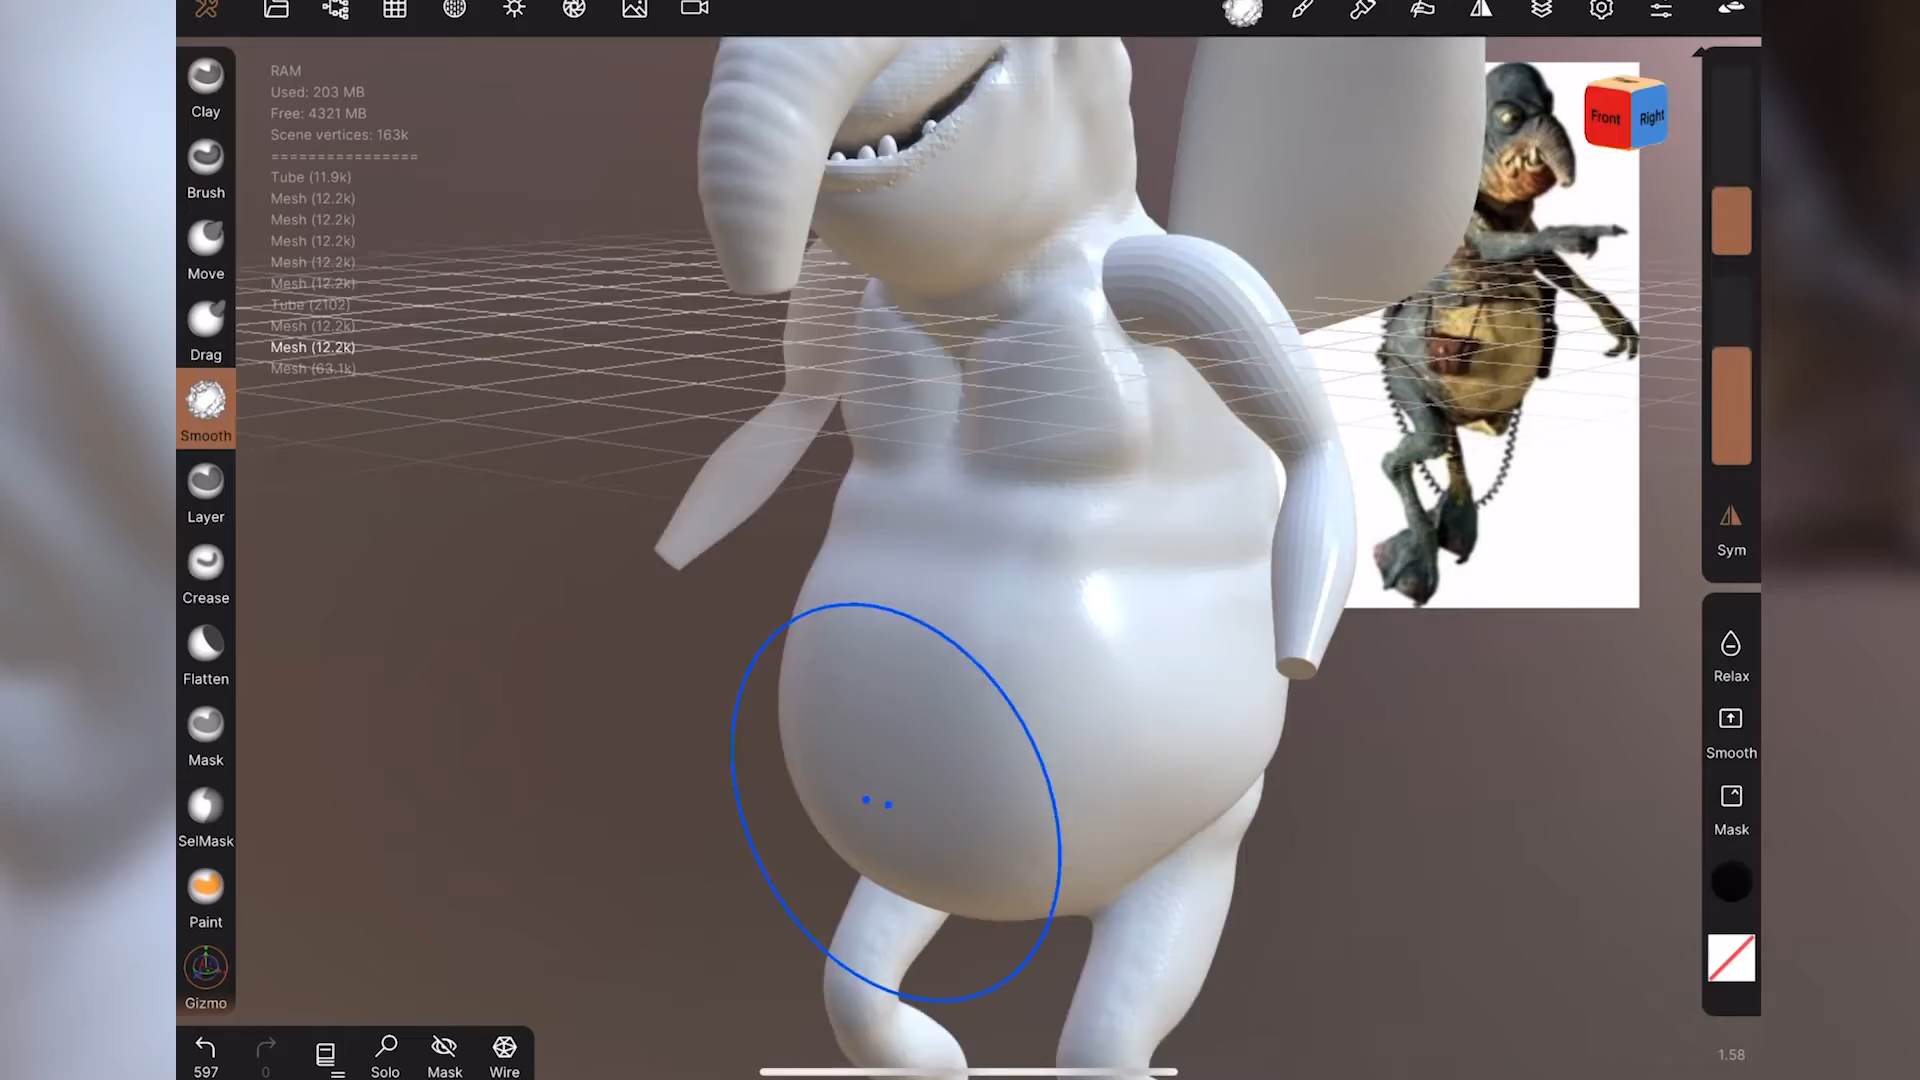 RAM
Used: 203 MB
Free: 4321 MB
Scene vertices: 163k
================
Tube (11.9k)
Mesh (12.2k)
Mesh (12.2k)
Mesh (12.2k)
Mesh (12.2k)
Mesh (12.2k)
Tube (2102)
Mesh (12.2k)
Mesh (12.2k)
Mesh (63.1k)
Clay
Brush
Move
Drag
Smooth
Layer
Crease
Flatten
Mask
SelMask
Paint
Gizmo
597
0
Solo
Mask
Wire
Front
Right
Sym
Relax
Smooth
Mask
1.58